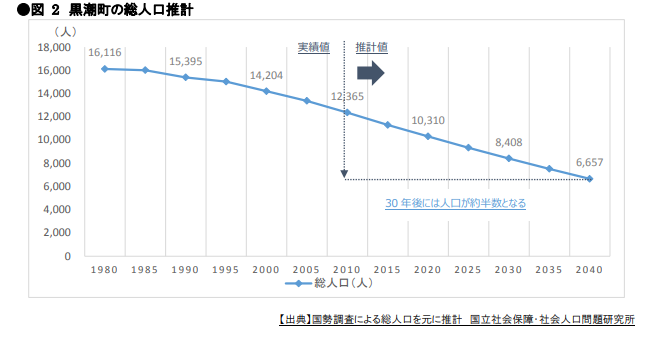 ●図 2 黒潮町の総人口推計
（人）
18,000
16,000
14,000
12,000
10,000
8,000
6,000
4,000
2,000
0
16,116
15,395
14,204
12,365
10,310
8,408
6,657
実績値 推計値
30 年後には人口が約半数となる
1980 1985 1990 1995 2000 2005 2010 2015 2020 2025 2030 2035 2040
総人口（人）
【出典】国勢調査による総人口を元に推計 国立社会保障・社会人口問題研究所